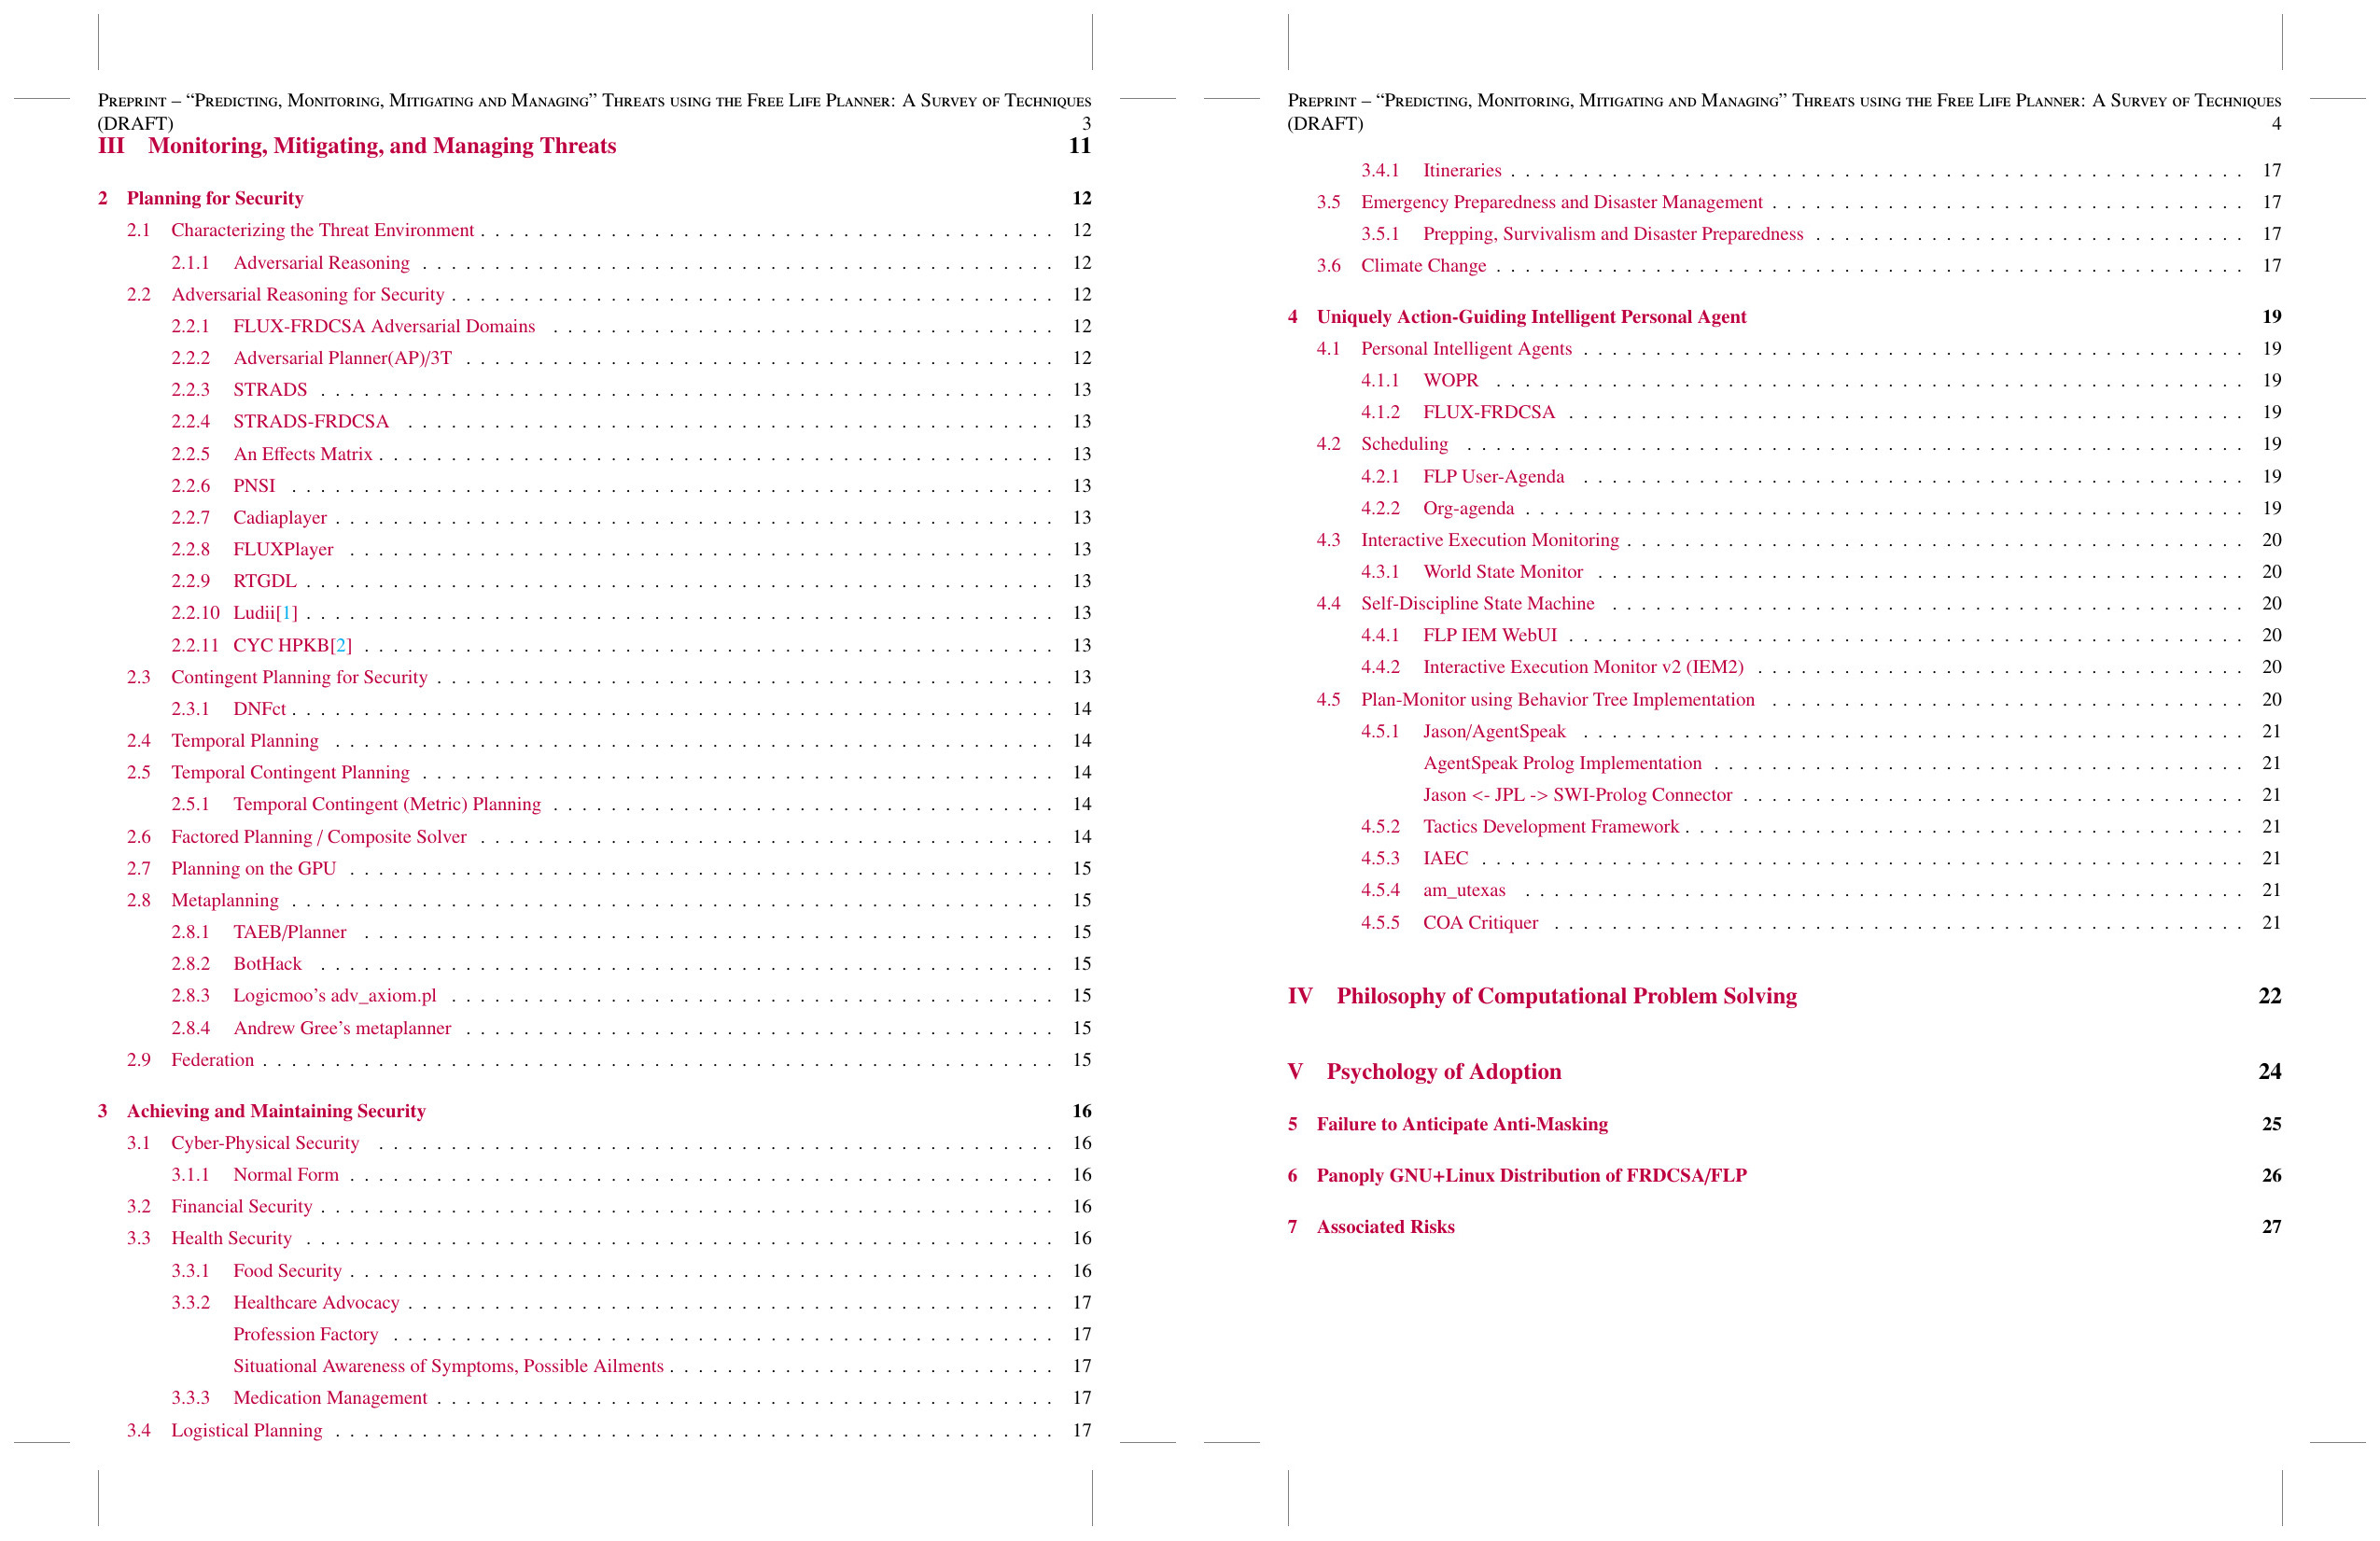 Preprint – “Predicting, Monitoring, Mitigating and Managing” Threats using the Free Life Planner: A Survey of Techniques
(DRAFT) 3
III Monitoring, Mitigating, and Managing Threats 11
2 Planning for Security 12
2.1 Characterizing the Threat Environment 12
2.1.1 Adversarial Reasoning 12
2.2 Adversarial Reasoning for Security 12
2.2.1 FLUX-FRDCSA Adversarial Domains 12
2.2.2 Adversarial Planner(AP)/3T 12
2.2.3 STRADS 13
2.2.4 STRADS-FRDCSA 13
2.2.5 An Effects Matrix 13
2.2.6 PNSI 13
2.2.7 Cadiaplayer 13
2.2.8 FLUXPlayer 13
2.2.9 RTGDL 13
2.2.10 Ludii[1] 13
2.2.11 CYC HPKB[2] 13
2.3 Contingent Planning for Security 13
2.3.1 DNFct 14
2.4 Temporal Planning 14
2.5 Temporal Contingent Planning 14
2.5.1 Temporal Contingent (Metric) Planning 14
2.6 Factored Planning / Composite Solver 14
2.7 Planning on the GPU 15
2.8 Metaplanning 15
2.8.1 TAEB/Planner 15
2.8.2 BotHack 15
2.8.3 Logicmoo’s adv_axiom.pl 15
2.8.4 Andrew Gree’s metaplanner 15
2.9 Federation 15
3 Achieving and Maintaining Security 16
3.1 Cyber-Physical Security 16
3.1.1 Normal Form 16
3.2 Financial Security 16
3.3 Health Security 16
3.3.1 Food Security 16
3.3.2 Healthcare Advocacy 17
Profession Factory 17
Situational Awareness of Symptoms, Possible Ailments 17
3.3.3 Medication Management 17
3.4 Logistical Planning 17
Preprint – “Predicting, Monitoring, Mitigating and Managing” Threats using the Free Life Planner: A Survey of Techniques
(DRAFT) 4
3.4.1 Itineraries 17
3.5 Emergency Preparedness and Disaster Management 17
3.5.1 Prepping, Survivalism and Disaster Preparedness 17
3.6 Climate Change 17
4 Uniquely Action-Guiding Intelligent Personal Agent 19
4.1 Personal Intelligent Agents 19
4.1.1 WOPR 19
4.1.2 FLUX-FRDCSA 19
4.2 Scheduling 19
4.2.1 FLP User-Agenda 19
4.2.2 Org-agenda 19
4.3 Interactive Execution Monitoring 20
4.3.1 World State Monitor 20
4.4 Self-Discipline State Machine 20
4.4.1 FLP IEM WebUI 20
4.4.2 Interactive Execution Monitor v2 (IEM2) 20
4.5 Plan-Monitor using Behavior Tree Implementation 20
4.5.1 Jason/AgentSpeak 21
AgentSpeak Prolog Implementation 21
Jason <- JPL -> SWI-Prolog Connector 21
4.5.2 Tactics Development Framework 21
4.5.3 IAEC 21
4.5.4 am_utexas 21
4.5.5 COA Critiquer 21
IV Philosophy of Computational Problem Solving 22
V Psychology of Adoption 24
5 Failure to Anticipate Anti-Masking 25
6 Panoply GNU+Linux Distribution of FRDCSA/FLP 26
7 Associated Risks 27